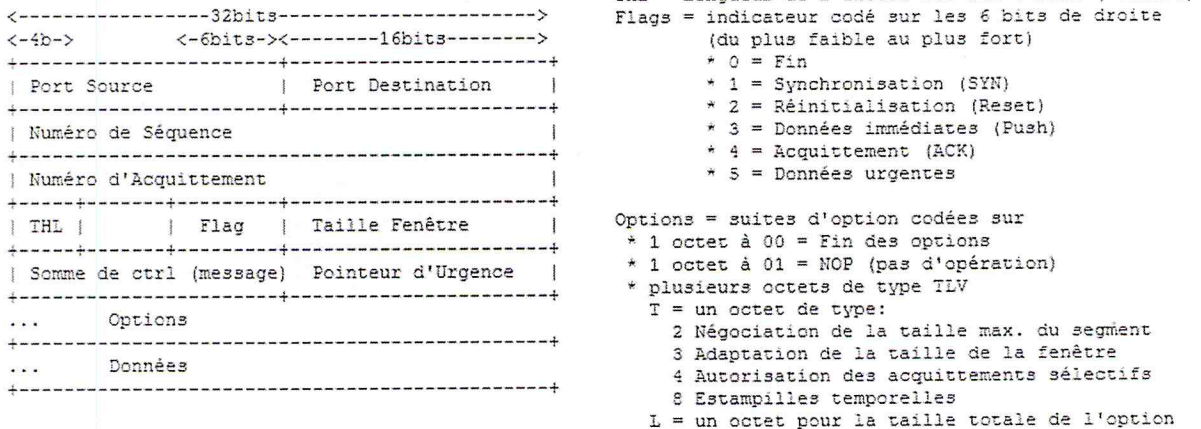 <-----------------32bits----------------------->
<-4b->        <-6bits-><--------16bits-------->
+-----------------------+-----------------------+
| Port Source           |  Port Destination     |
+-----------------------+-----------------------+
| Numéro de Séquence                            |
+-----------------------------------------------+
| Numéro d'Acquittement                         |
+-----+-------+---------+-----------------------+
| THL |       |  Flag   |  Taille Fenêtre       |
+-----+-------+---------+-----------------------+
| Somme de ctrl (message)  Pointeur d'Urgence   |
+-----------------------+-----------------------+
...     Options
+-----------------------------------------------+
...     Données
+-----------------------------------------------+
Flags = indicateur codé sur les 6 bits de droite
(du plus faible au plus fort)
* 0 = Fin
* 1 = Synchronisation (SYN)
* 2 = Réinitialisation (Reset)
* 3 = Données immédiates (Push)
* 4 = Acquittement (ACK)
* 5 = Données urgentes
Options = suites d'option codées sur
* 1 octet à 00 = Fin des options
* 1 octet à 01 = NOP (pas d'opération)
* plusieurs octets de type TLV
T = un octet de type:
2 Négociation de la taille max. du segment
3 Adaptation de la taille de la fenêtre
4 Autorisation des acquittements sélectifs
8 Estampilles temporelles
L = un octet pour la taille totale de l'option